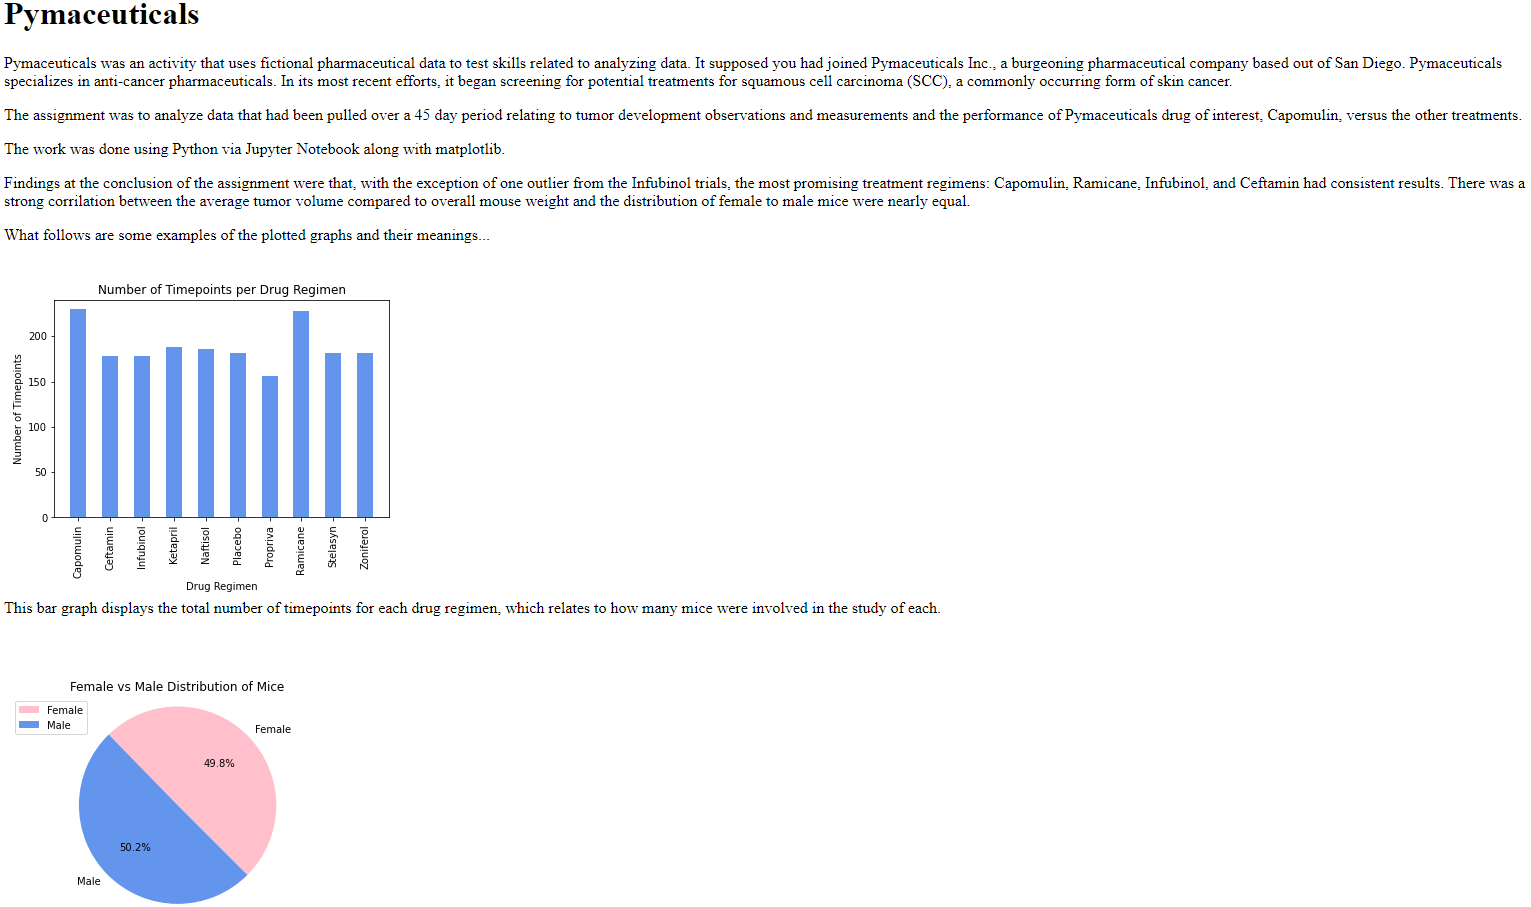 Pymaceuticals
Pymaceuticals was an activity that uses fictional pharmaceutical data to test skills related to analyzing data. It supposed you had joined Pymaceuticals Inc., a burgeoning pharmaceutical company based out of San Diego. Pymaceuticals
specializes in anti-cancer pharmaceuticals. In its most recent efforts, it began screening for potential treatments for squamous cell carcinoma (SCC), a commonly occurring form of skin cancer.
The assignment was to analyze data that had been pulled over a 45 day period relating to tumor development observations and measurements and the performance of Pymaceuticals drug of interest, Capomulin, versus the other treatments.
The work was done using Python via Jupyter Notebook along with matplotlib.
Findings at the conclusion of the assignment were that, with the exception of one outlier from the Infubinol trials, the most promising treatment regimens: Capomulin, Ramicane, Infubinol, and Ceftamin had consistent results. There was a
strong corrilation between the average tumor volume compared to overall mouse weight and the distribution of female to male mice were nearly equal.
What follows are some examples of the plotted graphs and their meanings...
Number of Timepoints per Drug Regimen
Number of Timepoints
200
150
100
50
0
Capomulin
Ceftamin
Infubinol
Ketapril
Naftisol
Placebo
Propriva
Ramicane
Stelasyn
Zoniferol
Drug Regimen
This bar graph displays the total number of timepoints for each drug regimen, which relates to how many mice were involved in the study of each.
Female vs Male Distribution of Mice
Female
Male
Female
49.8%
50.2%
Male